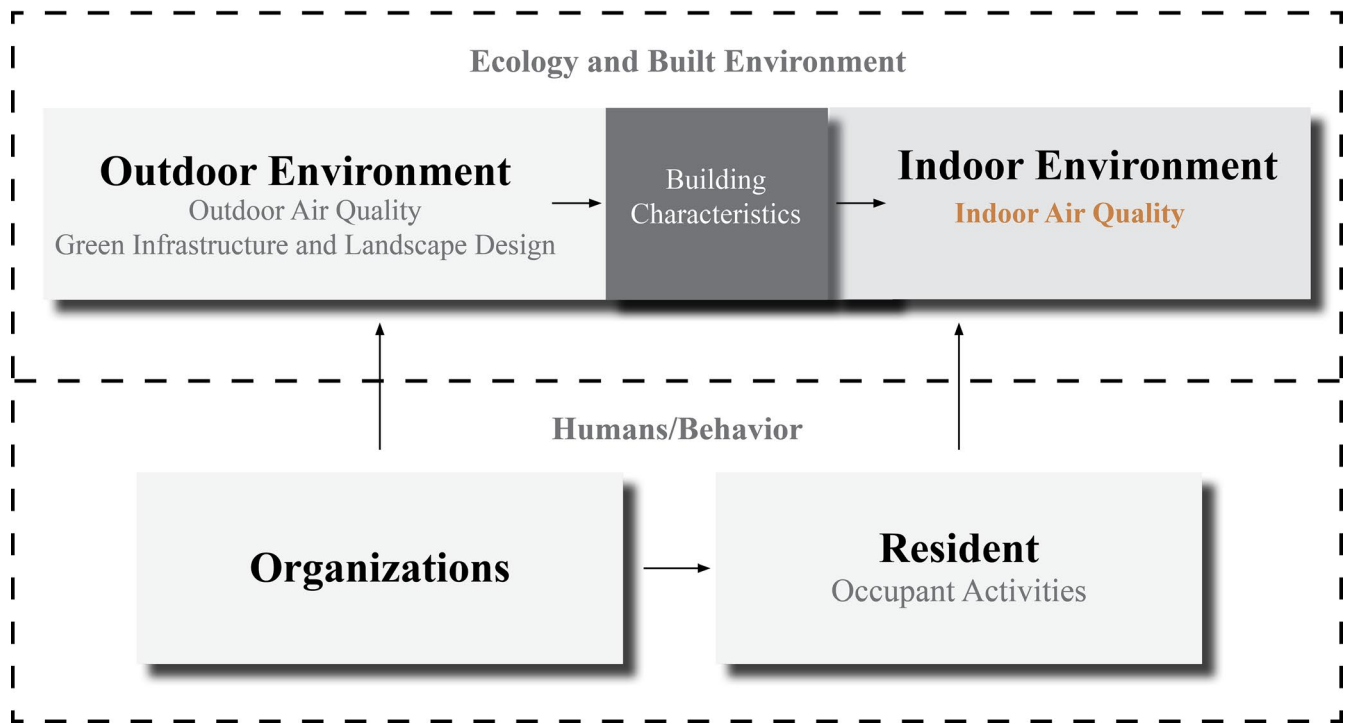 Ecology and Built Environment
Outdoor Environment
Outdoor Air Quality
Green Infrastructure and Landscape Design
Building
Characteristics
Indoor Environment
Indoor Air Quality
Humans/Behavior
Organizations
Resident
Occupant Activities